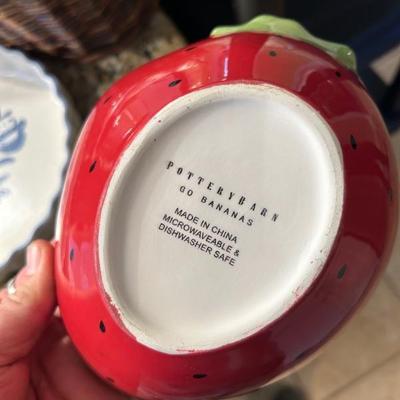 POTTERYBARN
GO BANANAS
MADE IN CHINA
MICROWAVEABLE &
DISHWASHER SAFE